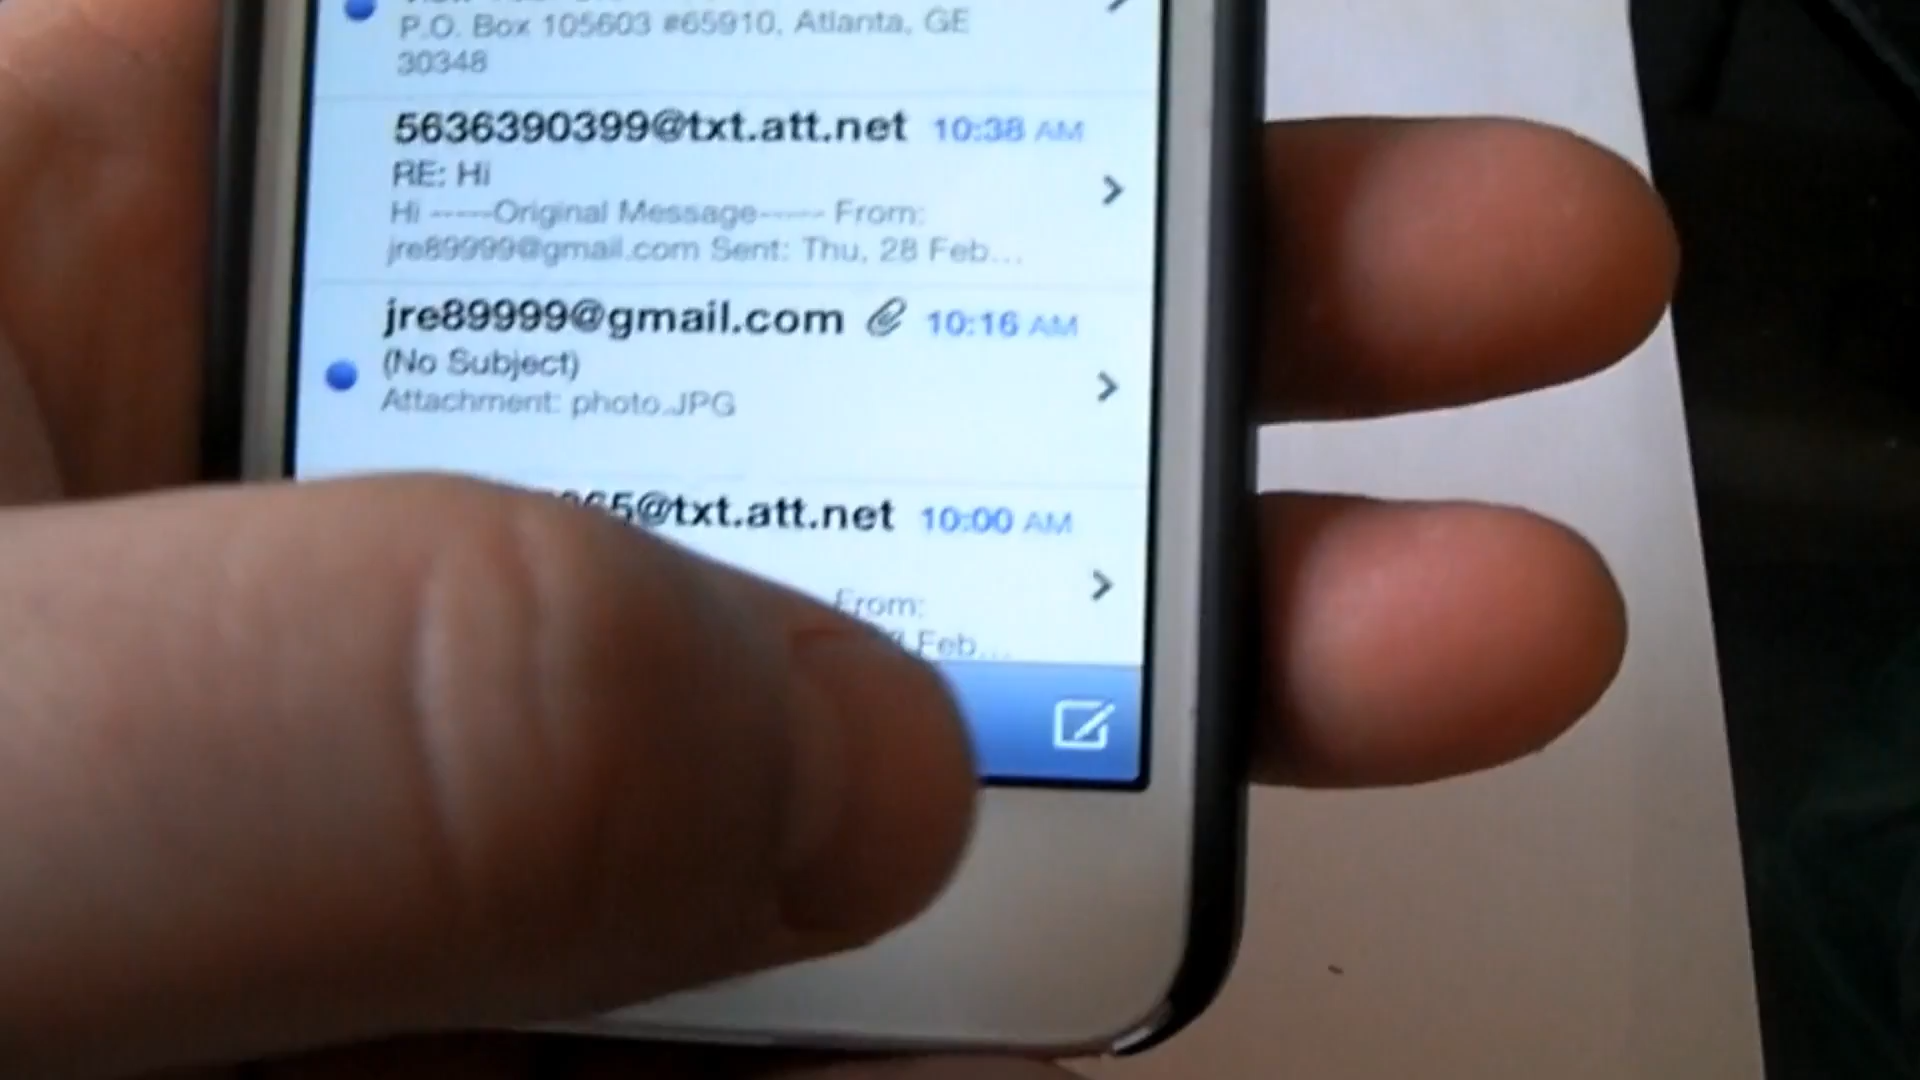 P.O. Box 105603 #65910, Atlanta, GE
30348
5636390399@txt.att.net 10:38 AM
RE: Hi
Hi -----Original Message----- From:
jre89999@gmail.com Sent: Thu, 28 Feb...
jre89999@gmail.com 10:16 AM
(No Subject)
Attachment: photo.JPG
65@txt.att.net 10:00 AM
From:
Feb...